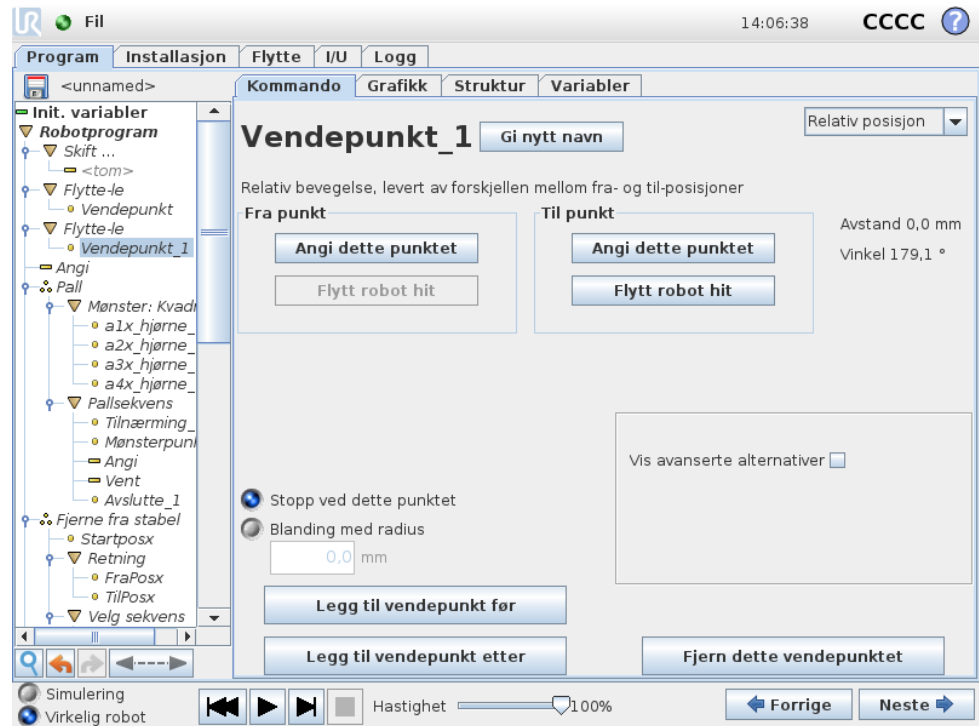 UR Fil 14:06:38 CCCC ?
Program Installasjon Flytte I/U Logg
<unnamed>
Kommando Grafikk Struktur Variabler
Init. variabler
Robotprogram
Skift ...
<tom>
Flytte-le
Vendepunkt
Flytte-le
Vendepunkt_1
Angi
Pall
Mønster: Kvadr
a1x_hjørne_
a2x_hjørne_
a3x_hjørne_
a4x_hjørne_
Pallsekvens
Tilnærming_
Mønsterpunl
Angi
Vent
Avslutte_1
Fjerne fra stabel
Startposx
Retning
FraPosx
TilPosx
Velg sekvens
Vendepunkt_1 Gi nytt navn Relativ posisjon
Relativ bevegelse, levert av forskjellen mellom fra- og til-posisjoner
Fra punkt
Angi dette punktet
Flytt robot hit
Til punkt
Angi dette punktet
Flytt robot hit
Avstand 0,0 mm
Vinkel 179,1 °
Vis avanserte alternativer
Stopp ved dette punktet
Blanding med radius
0,0 mm
Legg til vendepunkt før
Legg til vendepunkt etter
Fjern dette vendepunktet
Simulering
Virkelig robot
Hastighet 100%
Forrige Neste